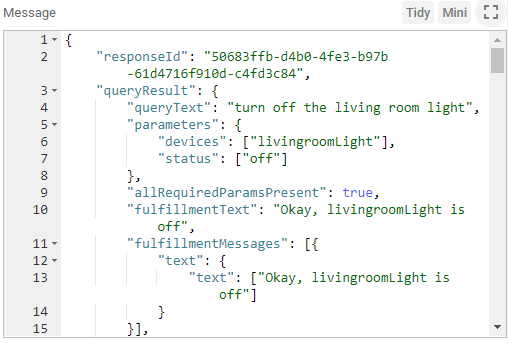 Message Tidy Mini
1 {
2 "responseId": "50683ffb-d4b0-4fe3-b97b
-61d4716f910d-c4fd3c84",
3 "queryResult": {
4 "queryText": "turn off the living room light",
5 "parameters": {
6 "devices": ["livingroomLight"],
7 "status": ["off"]
8 },
9 "allRequiredParamsPresent": true,
10 "fulfillmentText": "Okay, livingroomLight is
off",
11 "fulfillmentMessages": [{
12 "text": {
13 "text": ["Okay, livingroomLight is
off"]
14 }
15 }],